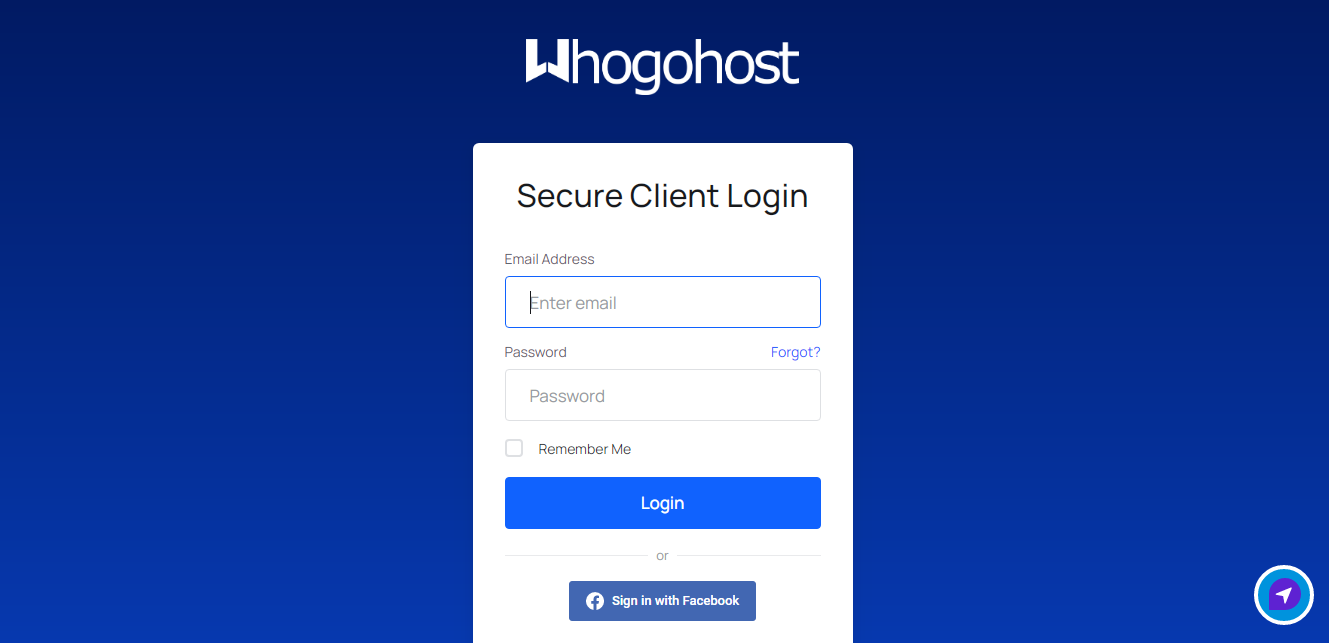 Whogohost
Secure Client Login
Email Address
Enter email
Password Forgot?
Password
Remember Me
Login
or
Sign in with Facebook